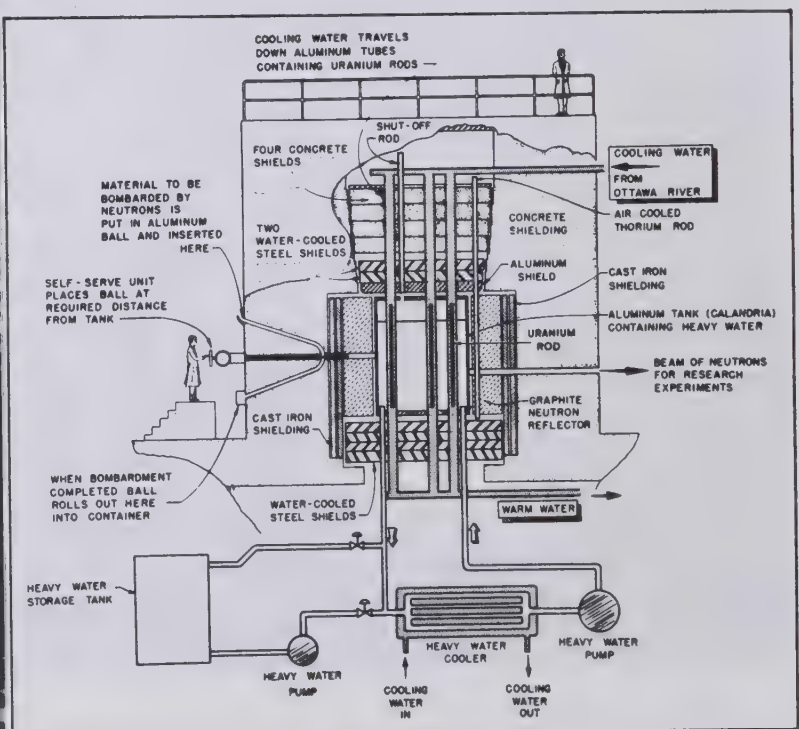 COOLING WATER TRAVELS
DOWN ALUMINUM TUBES
CONTAINING URANIUM RODS
SHUT-OFF
ROD
FOUR CONCRETE
SHIELDS
COOLING WATER
FROM
OTTAWA RIVER
MATERIAL TO BE
BOMBARDED BY
NEUTRONS IS
PUT IN ALUMINUM
BALL AND INSERTED
HERE
TWO
WATER-COOLED
STEEL SHIELDS
CONCRETE
SHIELDING
AIR COOLED
THORIUM ROD
ALUMINUM
SHIELD
CAST IRON
SHIELDING
SELF-SERVE UNIT
PLACES BALL AT
REQUIRED DISTANCE
FROM TANK
ALUMINUM TANK (CALANDRIA)
CONTAINING HEAVY WATER
URANIUM
ROD
BEAM OF NEUTRONS
FOR RESEARCH
EXPERIMENTS
GRAPHITE
NEUTRON
REFLECTOR
CAST IRON
SHIELDING
WHEN BOMBARDMENT
COMPLETED BALL
ROLLS OUT HERE
INTO CONTAINER
WATER-COOLED
STEEL SHIELDS
WARM WATER
HEAVY WATER
STORAGE TANK
HEAVY WATER
PUMP
HEAVY WATER
COOLER
HEAVY WATER
PUMP
COOLING
WATER
IN
COOLING
WATER
OUT